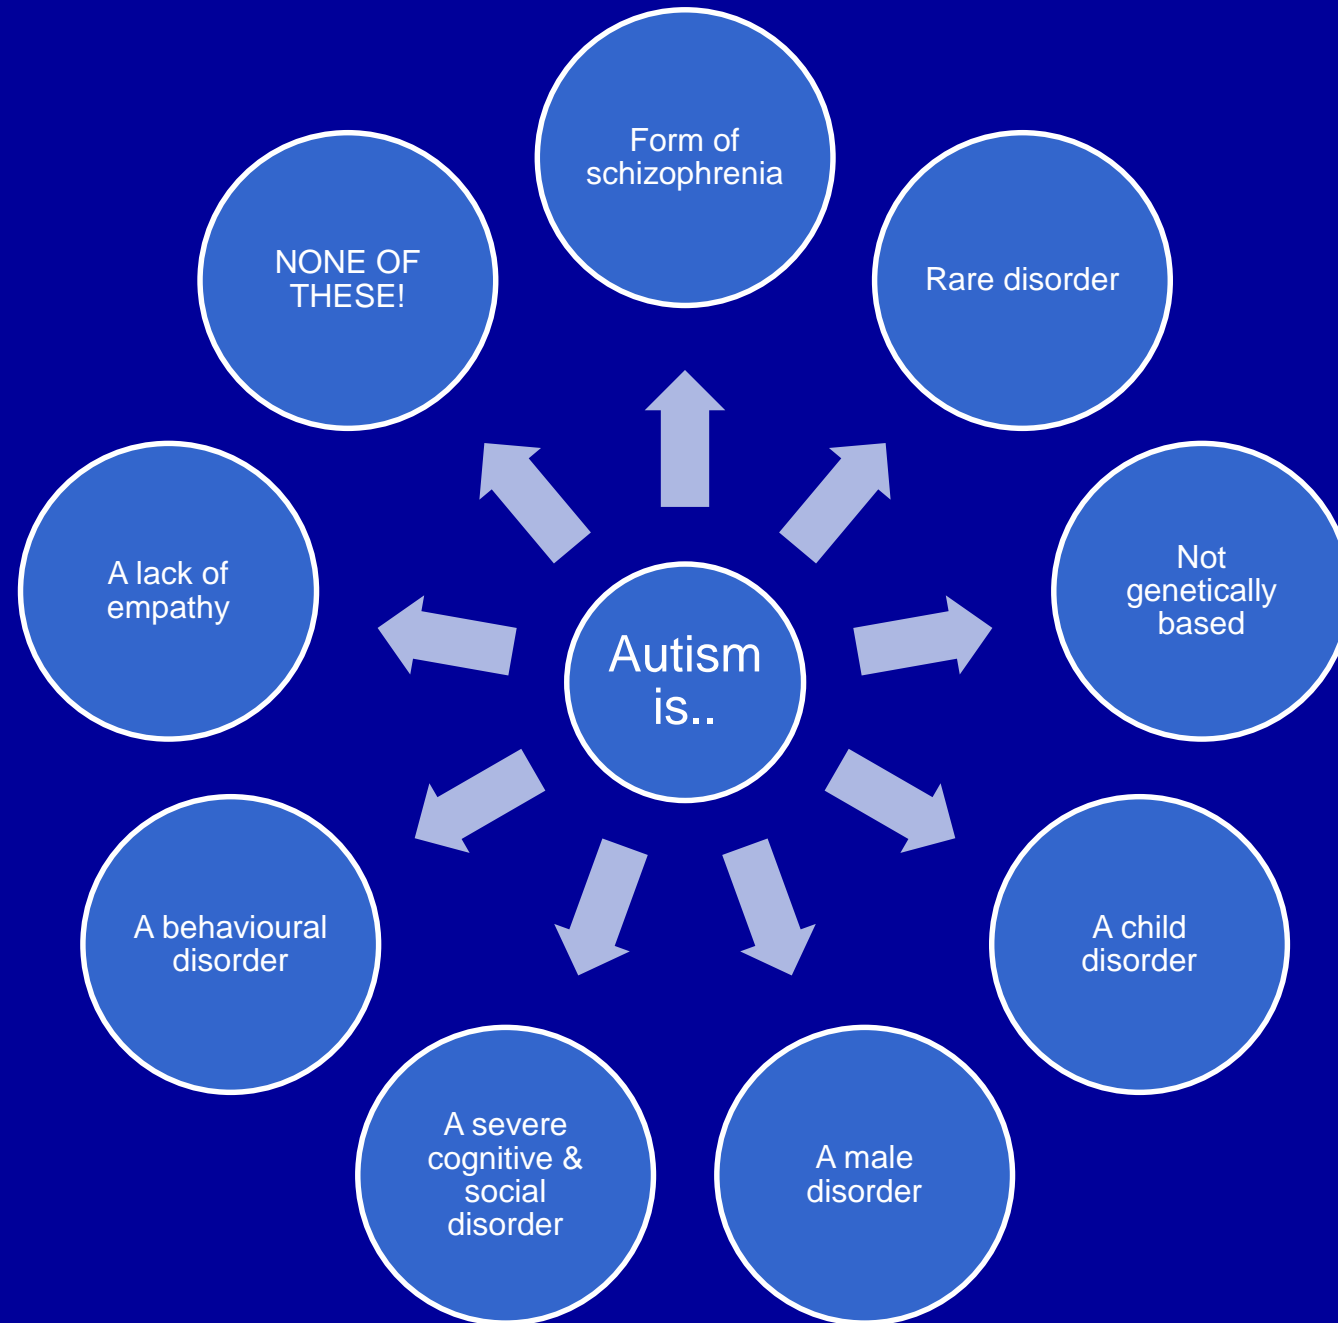 Autism
is..
Form of
schizophrenia
Rare disorder
Not
genetically
based
A child
disorder
A male
disorder
A severe
cognitive &
social
disorder
A behavioural
disorder
A lack of
empathy
NONE OF
THESE!